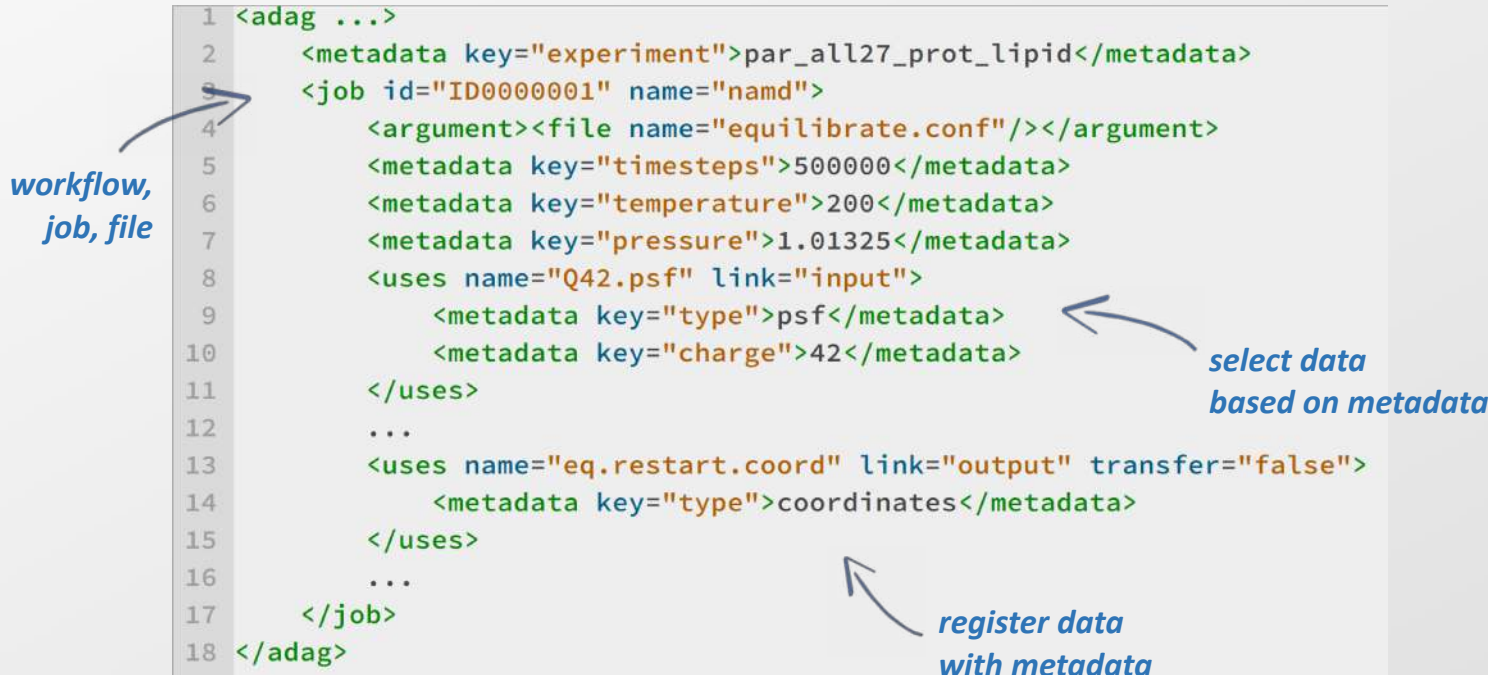 1 <adag ...>
2     <metadata key="experiment">par_all27_prot_lipid</metadata>
3     <job id="ID0000001" name="namd">
4         <argument><file name="equilibrate.conf"/></argument>
5         <metadata key="timesteps">500000</metadata>
6         <metadata key="temperature">200</metadata>
7         <metadata key="pressure">1.01325</metadata>
8         <uses name="Q42.psf" link="input">
9             <metadata key="type">psf</metadata>
10             <metadata key="charge">42</metadata>
11         </uses>
12         ...
13         <uses name="eq.restart.coord" link="output" transfer="false">
14             <metadata key="type">coordinates</metadata>
15         </uses>
16         ...
17     </job>
18 </adag>
workflow,
job, file
select data
based on metadata
register data
with metadata